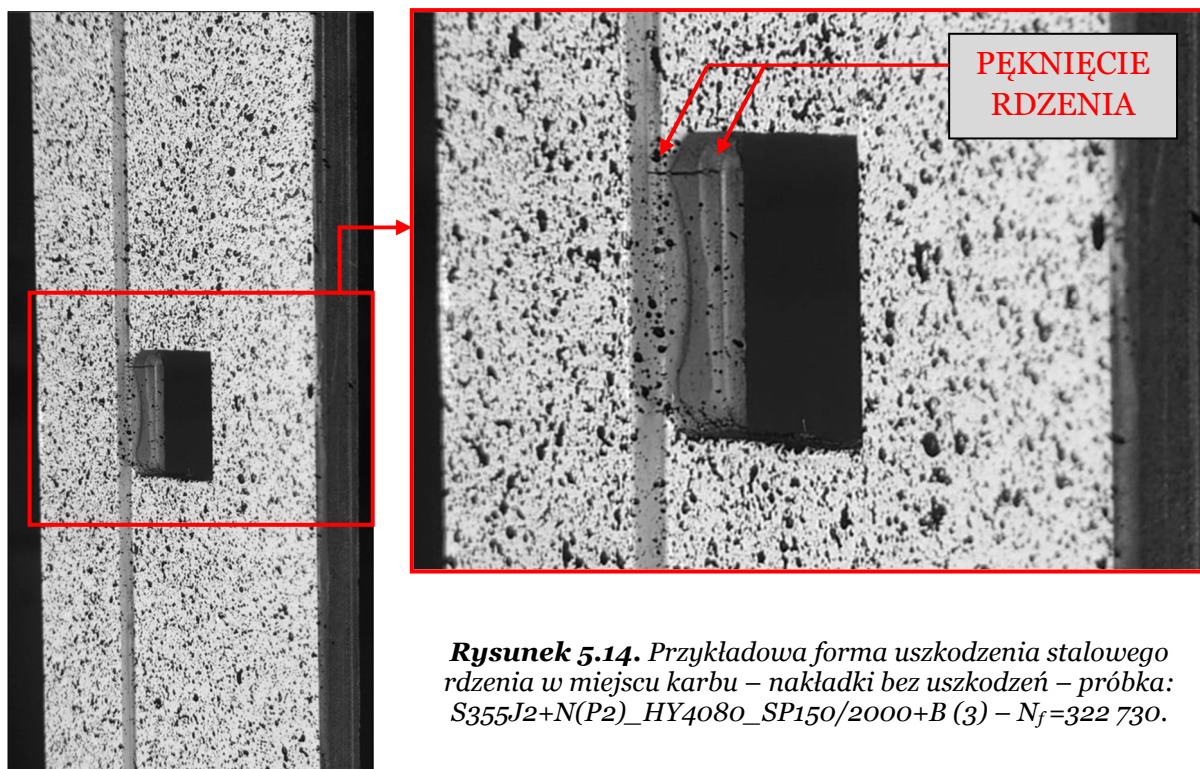 PĘKNIĘCIE
RDZENIA
Rysunek 5.14. Przykładowa forma uszkodzenia stalowego
rdzenia w miejscu karbu – nakładki bez uszkodzeń – próbka:
S355J2+N(P2)_HY4080_SP150/2000+B (3) – Nf=322 730.